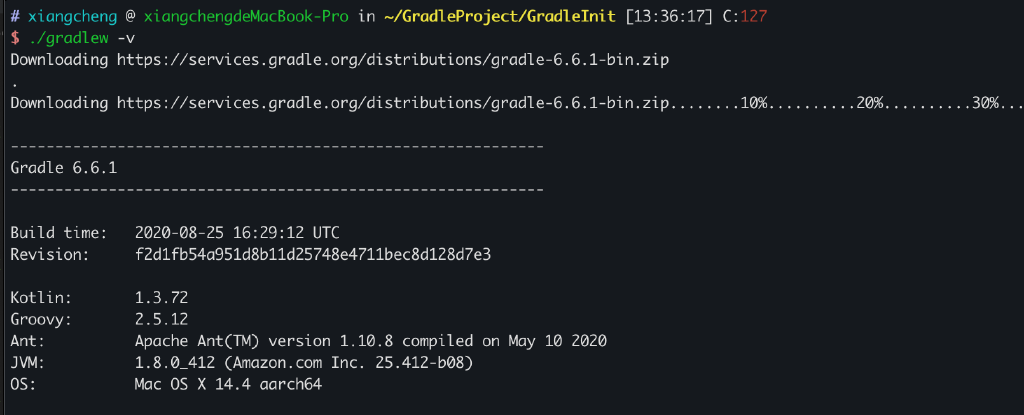 # xiangcheng @ xiangchengdeMacBook-Pro in ~/GradleProject/GradleInit [13:36:17] C:127
$ ./gradlew -v
Downloading https://services.gradle.org/distributions/gradle-6.6.1-bin.zip
.
Downloading https://services.gradle.org/distributions/gradle-6.6.1-bin.zip........10%..........20%..........30%...
------------------------------------------------------------
Gradle 6.6.1
------------------------------------------------------------
Build time:   2020-08-25 16:29:12 UTC
Revision:     f2d1fb54a951d8b11d25748e4711bec8d128d7e3
Kotlin:       1.3.72
Groovy:       2.5.12
Ant:          Apache Ant(TM) version 1.10.8 compiled on May 10 2020
JVM:          1.8.0_412 (Amazon.com Inc. 25.412-b08)
OS:           Mac OS X 14.4 aarch64